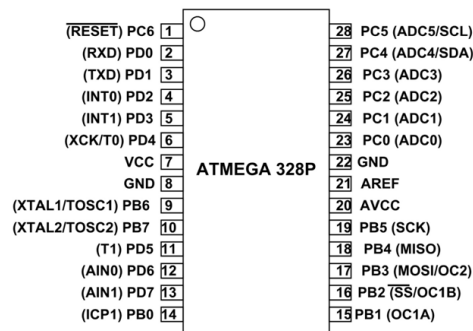 (RESET) PC6 1
(RXD) PD0 2
(TXD) PD1 3
(INT0) PD2 4
(INT1) PD3 5
(XCK/T0) PD4 6
VCC 7
GND 8
(XTAL1/TOSC1) PB6 9
(XTAL2/TOSC2) PB7 10
(T1) PD5 11
(AIN0) PD6 12
(AIN1) PD7 13
(ICP1) PB0 14
ATMEGA 328P
28 PC5 (ADC5/SCL)
27 PC4 (ADC4/SDA)
26 PC3 (ADC3)
25 PC2 (ADC2)
24 PC1 (ADC1)
23 PC0 (ADC0)
22 GND
21 AREF
20 AVCC
19 PB5 (SCK)
18 PB4 (MISO)
17 PB3 (MOSI/OC2)
16 PB2 (SS/OC1B)
15 PB1 (OC1A)